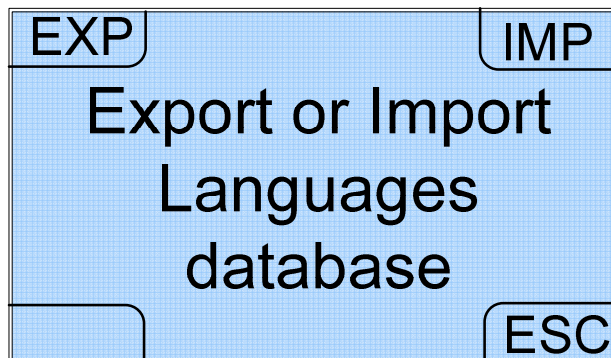 EXP IMP
Export or Import
Languages
database
ESC